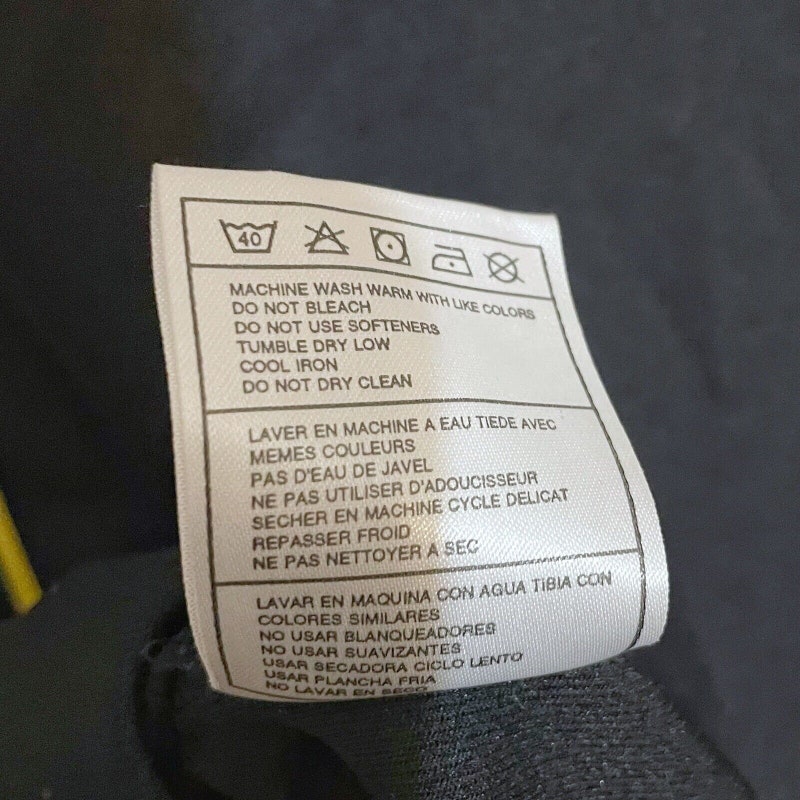 40
MACHINE WASH WARM WITH LIKE COLORS
DO NOT BLEACH
DO NOT USE SOFTENERS
TUMBLE DRY LOW
COOL IRON
DO NOT DRY CLEAN
LAVER EN MACHINE A EAU TIEDE AVEC
MEMES COULEURS
PAS D'EAU DE JAVEL
NE PAS UTILISER D'ADOUCISSEUR
SECHER EN MACHINE CYCLE DELICAT
REPASSER FROID
NE PAS NETTOYER A SEC
LAVAR EN MAQUINA CON AGUA TIBIA CON
COLORES SIMILARES
NO USAR BLANQUEADORES
NO USAR SUAVIZANTES
USAR SECADORA CICLO LENTO
USAR PLANCHA FRIA
NO LAVAR EN SECO